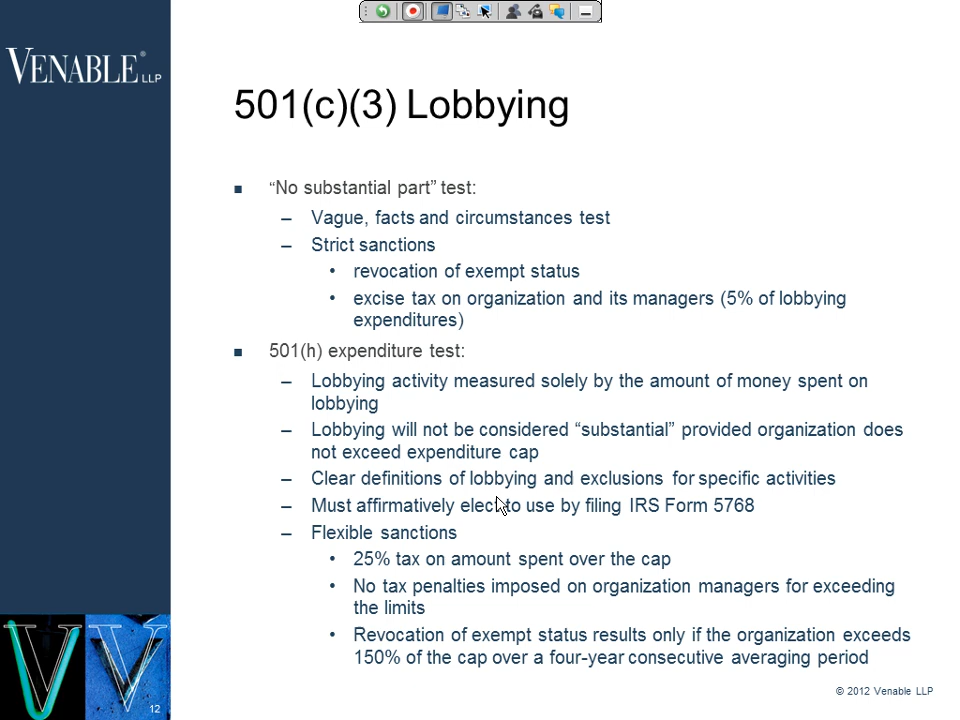 VENABLE® LLP
501(c)(3) Lobbying
▪ “No substantial part” test:
– Vague, facts and circumstances test
– Strict sanctions
• revocation of exempt status
• excise tax on organization and its managers (5% of lobbying
expenditures)
▪ 501(h) expenditure test:
– Lobbying activity measured solely by the amount of money spent on
lobbying
– Lobbying will not be considered “substantial” provided organization does
not exceed expenditure cap
– Clear definitions of lobbying and exclusions for specific activities
– Must affirmatively elect to use by filing IRS Form 5768
– Flexible sanctions
• 25% tax on amount spent over the cap
• No tax penalties imposed on organization managers for exceeding
the limits
• Revocation of exempt status results only if the organization exceeds
150% of the cap over a four-year consecutive averaging period
© 2012 Venable LLP
12